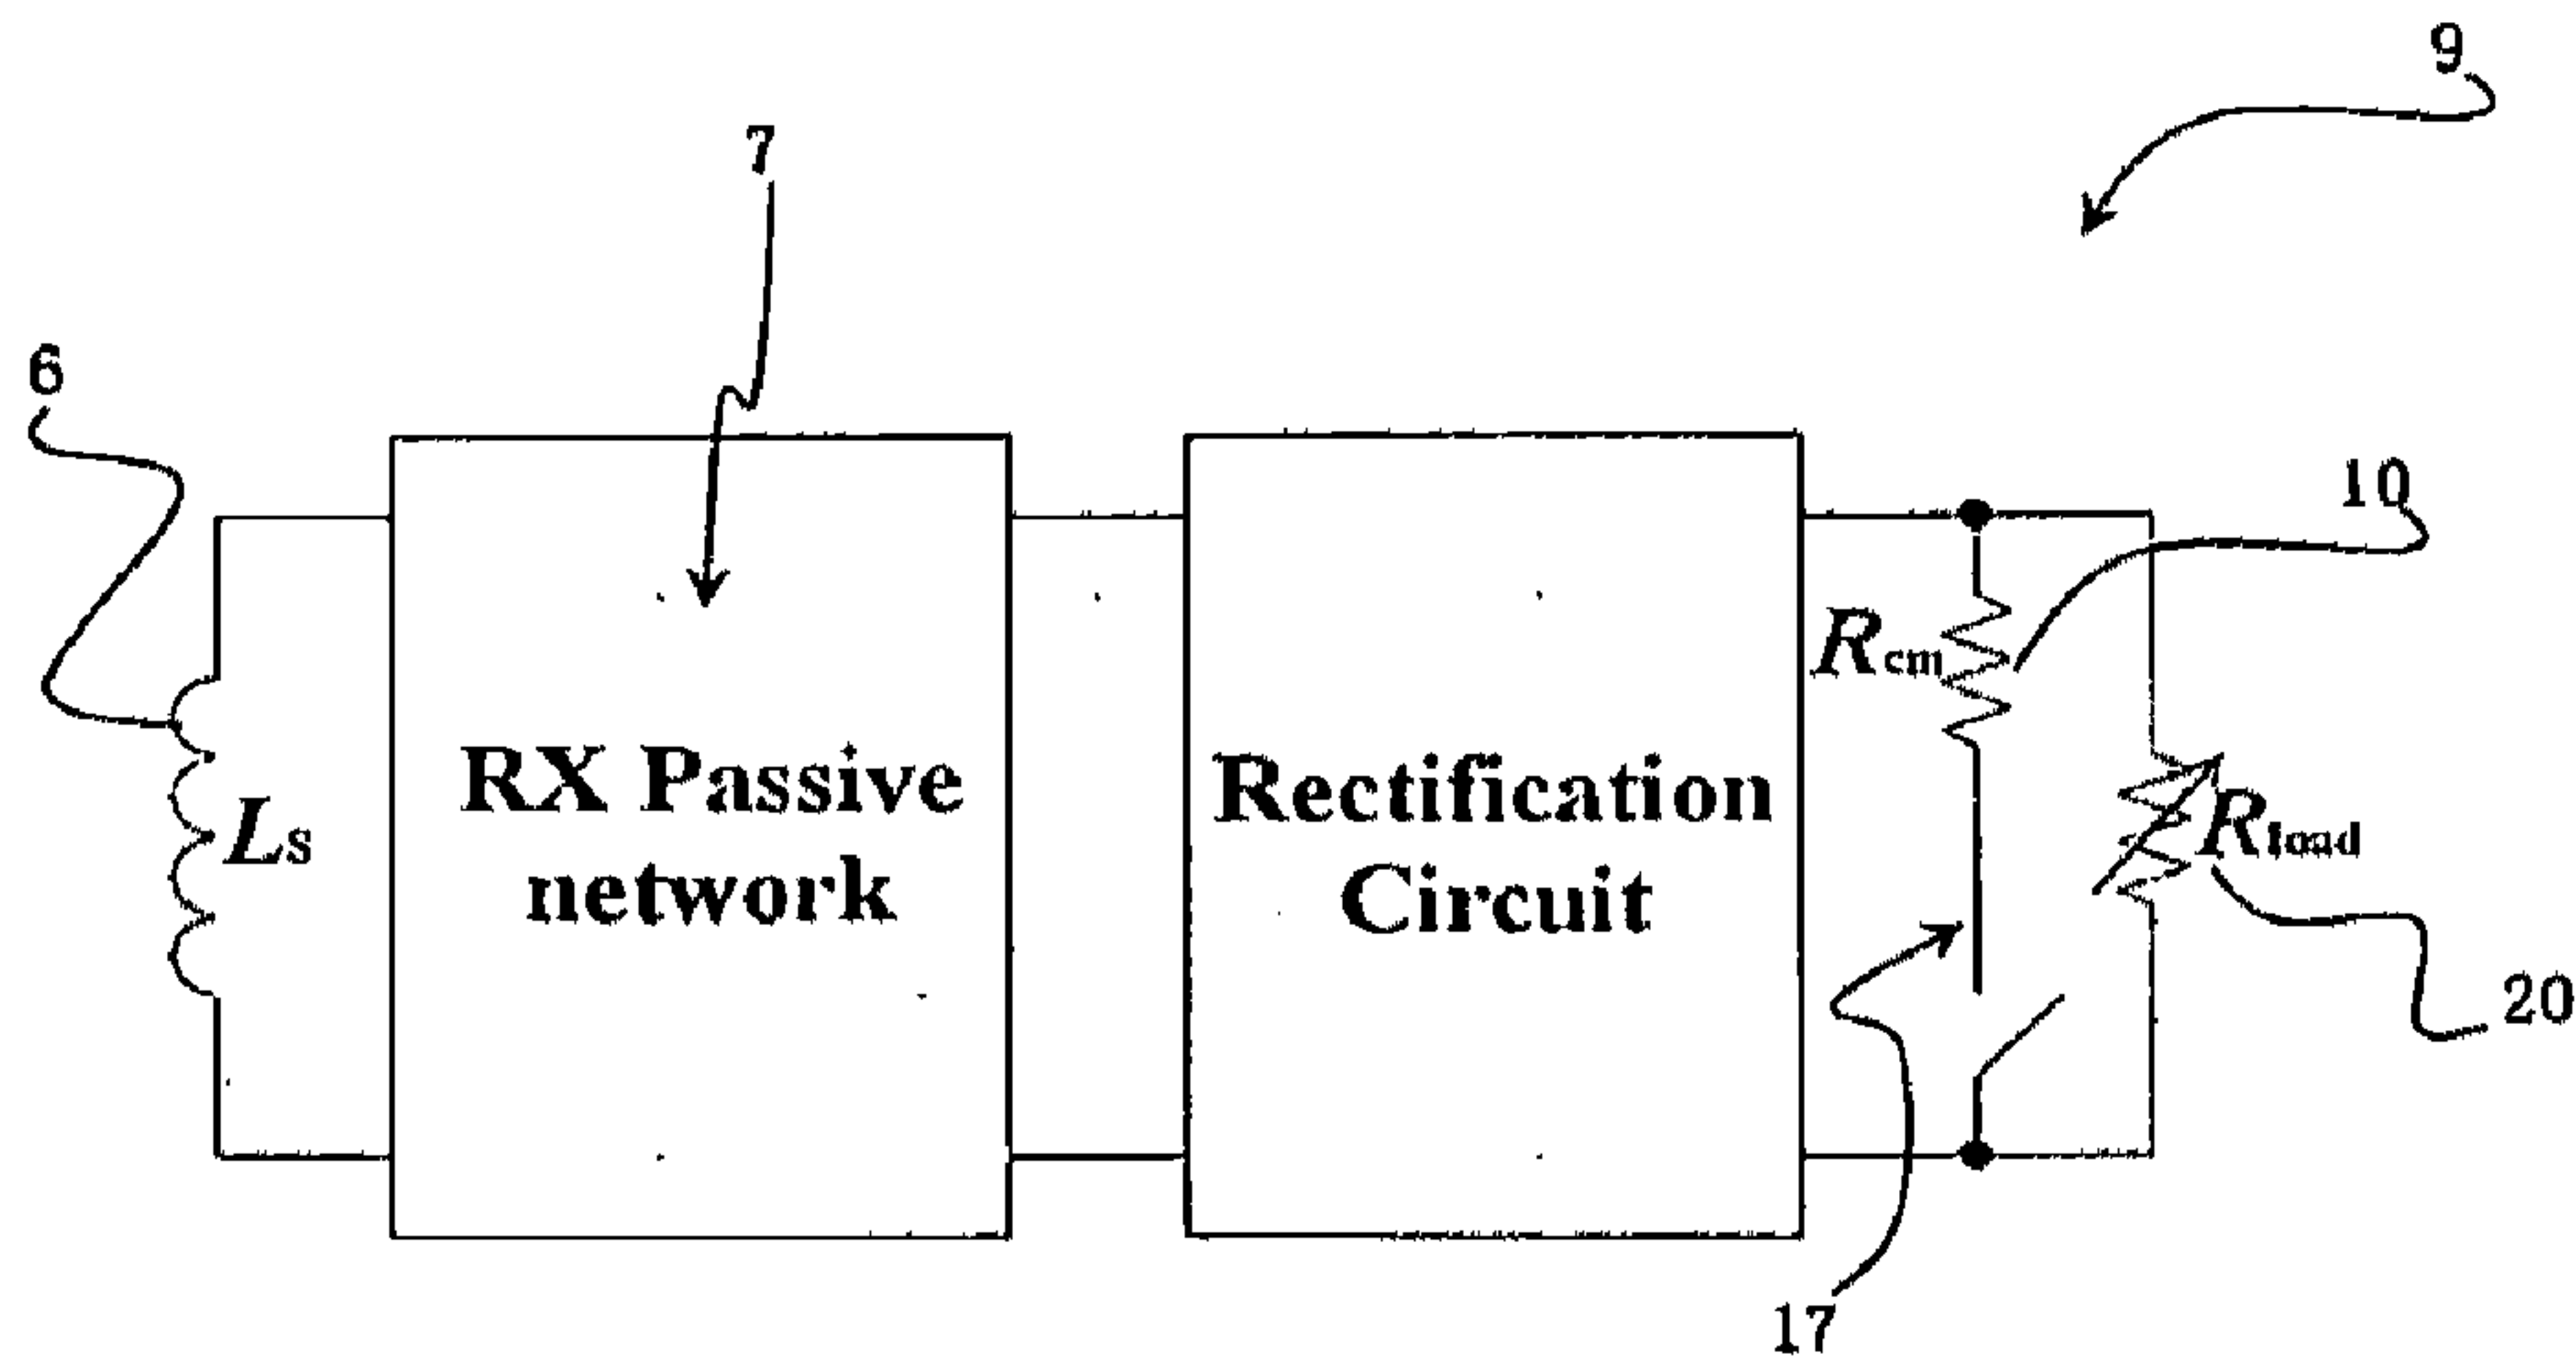 9
7
6
10
Rcm
RX Passive
network
Rectification
Circuit
Ls
Rload
20
17